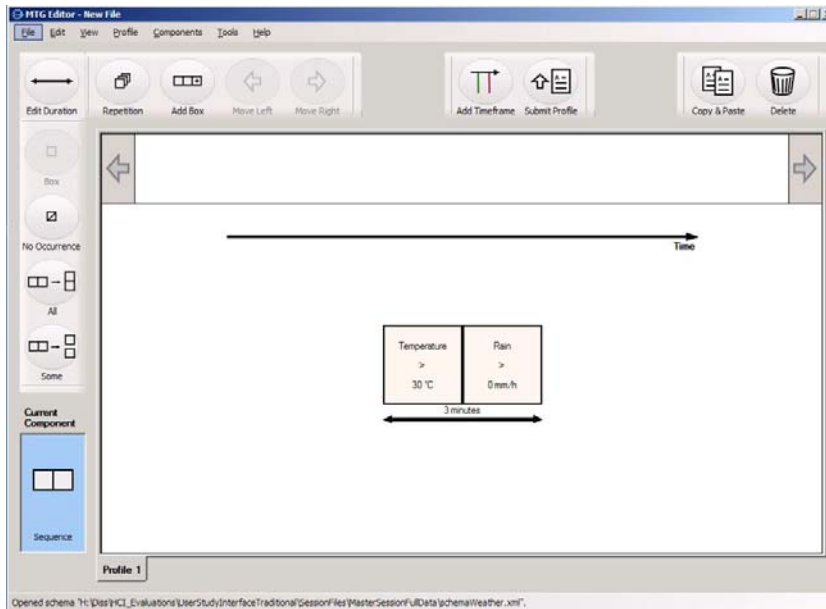 MTG Editor - New File
File Edit View Profile Components Tools Help
Edit Duration Repetition Add Box Move Left Move Right Add Timeframe Submit Profile Copy & Paste Delete
Box
No Occurrence
All
Some
Current
Component
Sequence
Time
Temperature
>
30 °C
Rain
>
0 mm/h
3 minutes
Profile 1
Opened schema "H:\Diss\HCI_Evaluations\UserStudyInterfaceTraditional\SessionFiles\MasterSessionFullData\schemaWeather.xml".